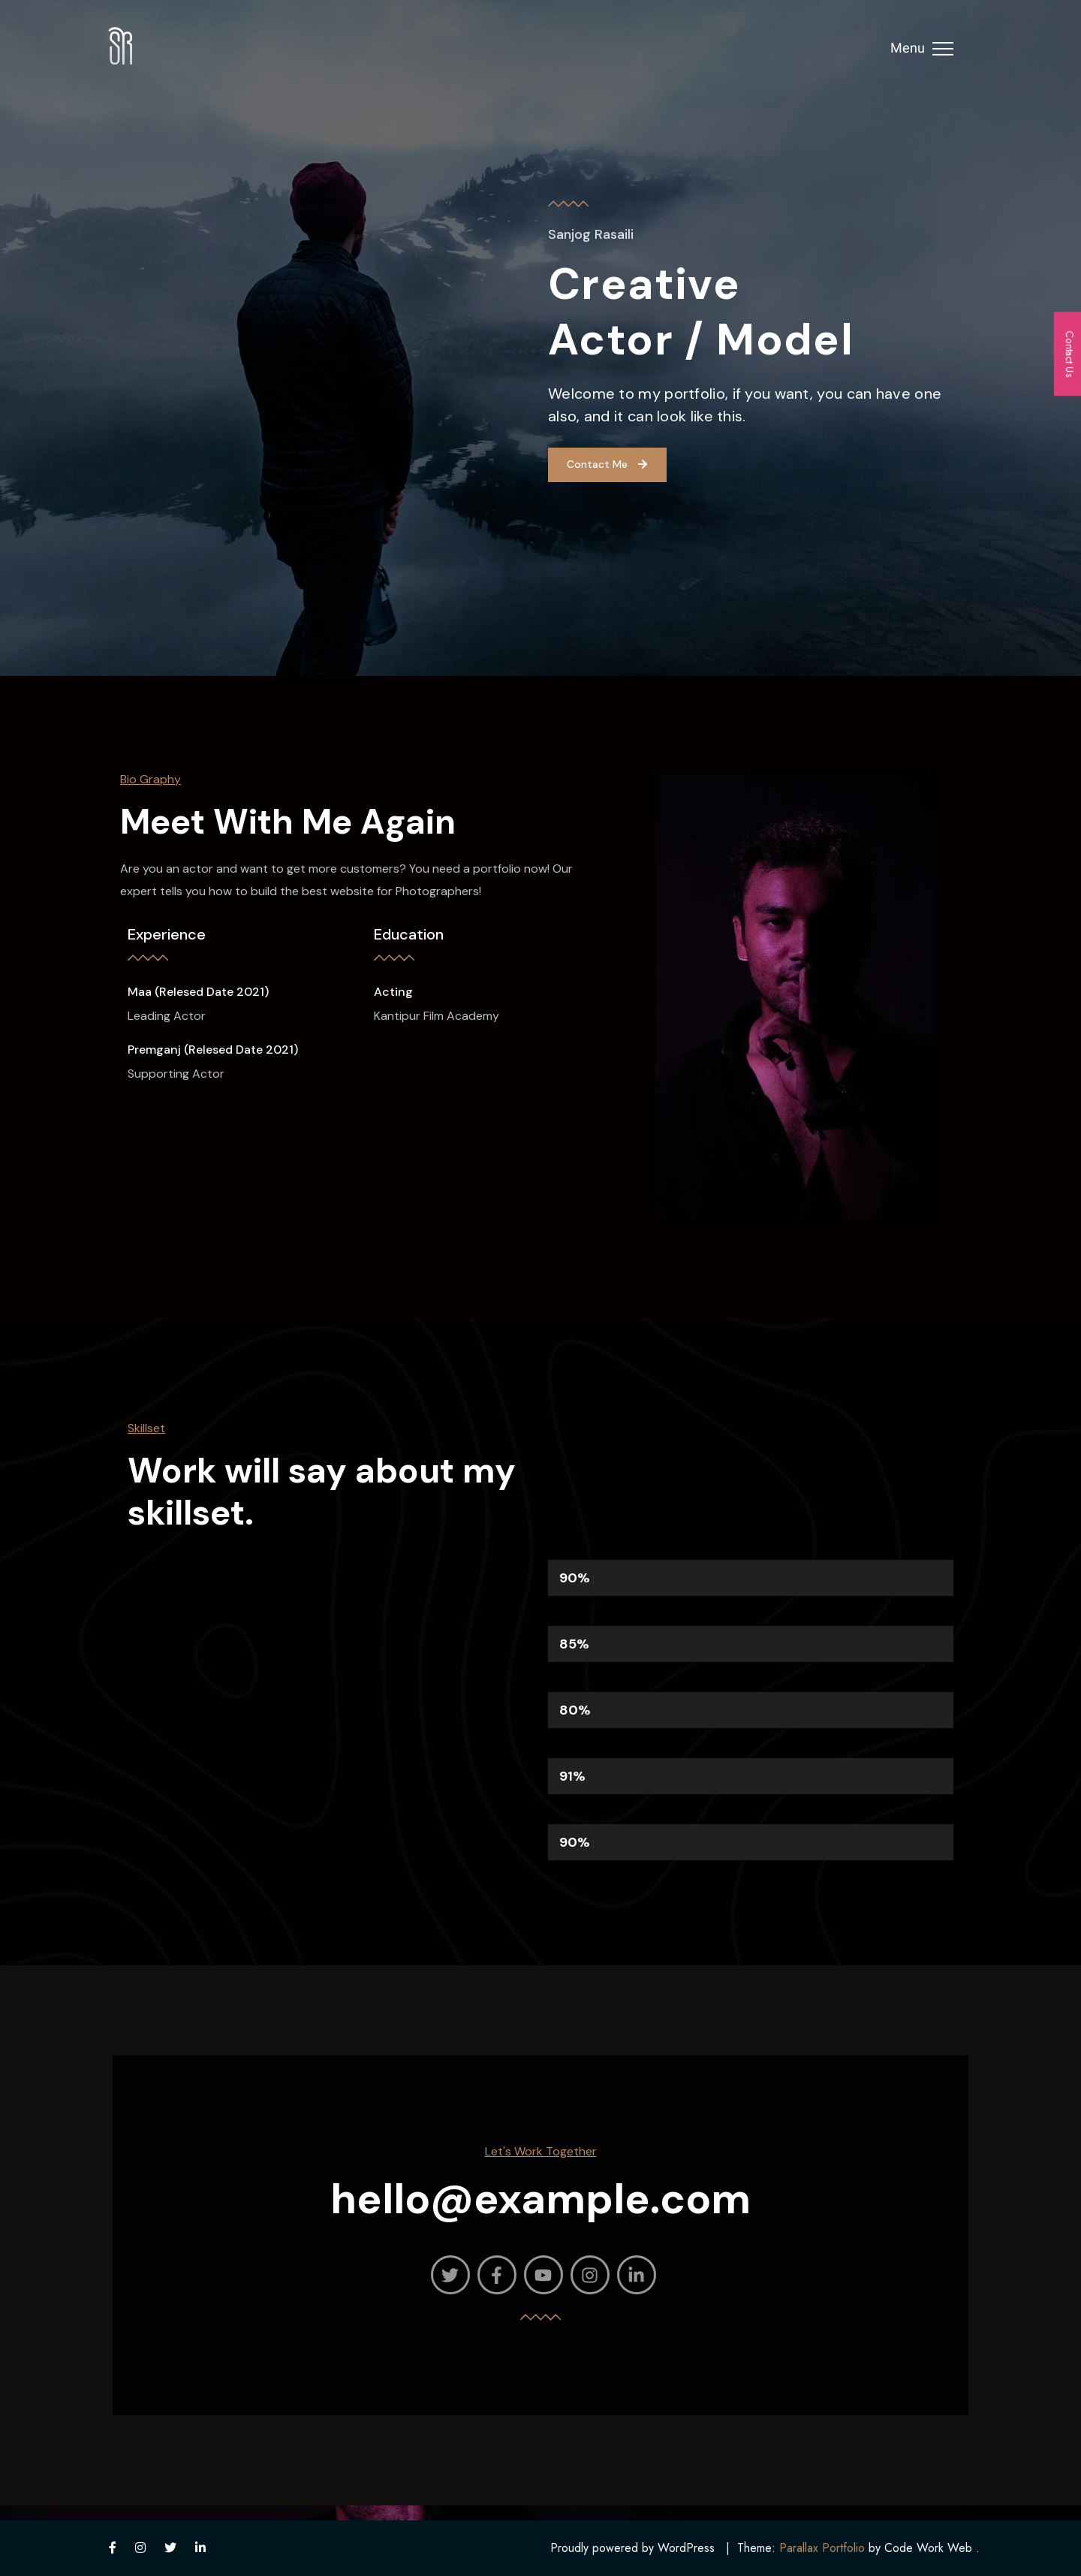 SR
Menu
Sanjog Rasaili
Creative
Actor / Model
Welcome to my portfolio, if you want, you can have one
also, and it can look like this.
Contact Me
Contact Us
Bio Graphy
Meet With Me Again
Are you an actor and want to get more customers? You need a portfolio now! Our
expert tells you how to build the best website for Photographers!
Experience
Maa (Relesed Date 2021)
Leading Actor
Premganj (Relesed Date 2021)
Supporting Actor
Education
Acting
Kantipur Film Academy
Skillset
Work will say about my
skillset.
90%
85%
80%
91%
90%
Let's Work Together
hello@example.com
Proudly powered by WordPress | Theme: Parallax Portfolio by Code Work Web .